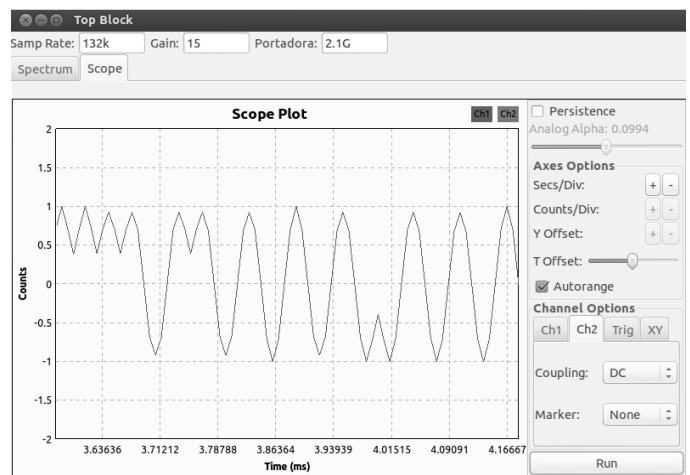 Top Block
Samp Rate: 132k Gain: 15 Portadora: 2.1G
Spectrum Scope
Scope Plot
Ch1 Ch2
2
1.5
1
0.5
0
-0.5
-1
-1.5
-2
Counts
3.63636 3.71212 3.78788 3.86364 3.93939 4.01515 4.09091 4.16667
Time (ms)
Persistence
Analog Alpha: 0.0994
Axes Options
Secs/Div: + -
Counts/Div: + -
Y Offset: + -
T Offset:
Autorange
Channel Options
Ch1 Ch2 Trig XY
Coupling: DC
Marker: None
Run